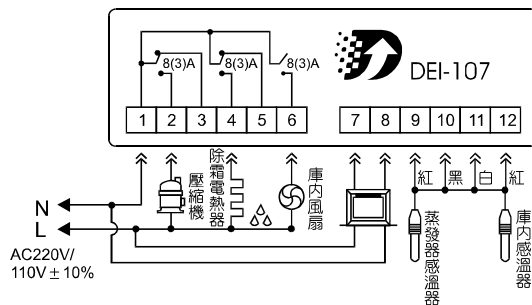 8(3)A
8(3)A
8(3)A
DEI-107
1 2 3 4 5 6
7 8 9 10 11 12
壓縮機
除霜電熱器
庫內風扇
紅
黑
白
紅
蒸發器感溫器
庫內感溫器
N
L
AC220V/
110V ± 10%